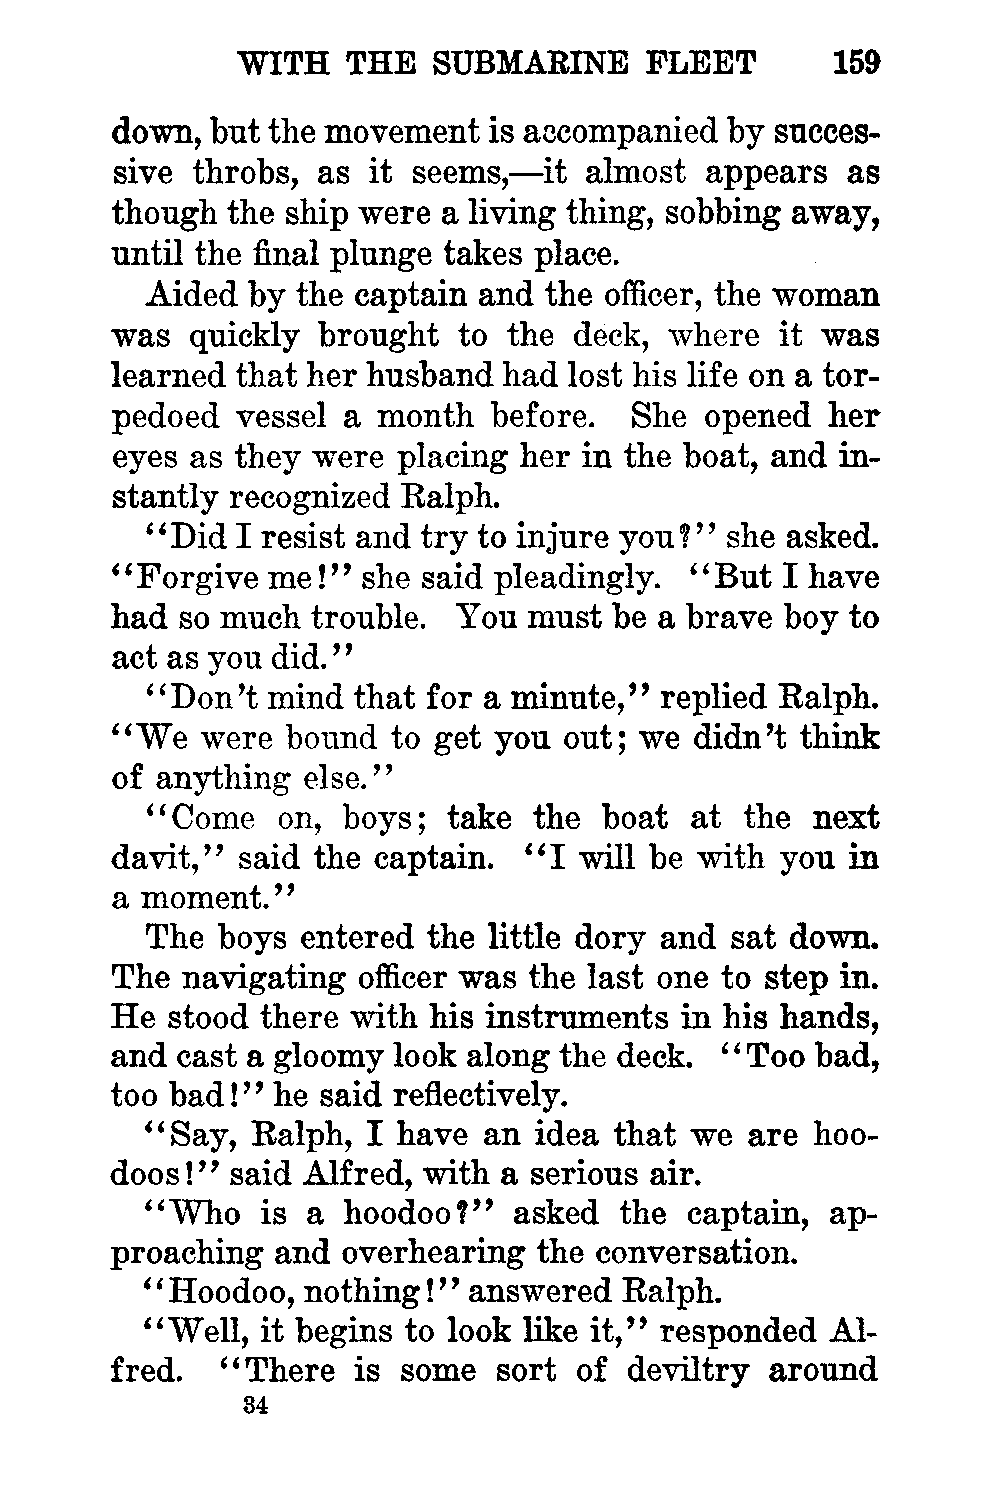 WITH THE SUBMARINE FLEET 159
down, but the movement is accompanied by succes-
sive throbs, as it seems,—it almost appears as
though the ship were a living thing, sobbing away,
until the final plunge takes place.
Aided by the captain and the officer, the woman
was quickly brought to the deck, where it was
learned that her husband had lost his life on a tor-
pedoed vessel a month before. She opened her
eyes as they were placing her in the boat, and in-
stantly recognized Ralph.
"Did I resist and try to injure you?" she asked.
"Forgive me!" she said pleadingly. "But I have
had so much trouble. You must be a brave boy to
act as you did."
"Don't mind that for a minute," replied Ralph.
"We were bound to get you out; we didn't think
of anything else."
"Come on, boys; take the boat at the next
davit," said the captain. "I will be with you in
a moment."
The boys entered the little dory and sat down.
The navigating officer was the last one to step in.
He stood there with his instruments in his hands,
and cast a gloomy look along the deck. "Too bad,
too bad!" he said reflectively.
"Say, Ralph, I have an idea that we are hoo-
doos!" said Alfred, with a serious air.
"Who is a hoodoo?" asked the captain, ap-
proaching and overhearing the conversation.
"Hoodoo, nothing!" answered Ralph.
"Well, it begins to look like it," responded Al-
fred. "There is some sort of deviltry around
34